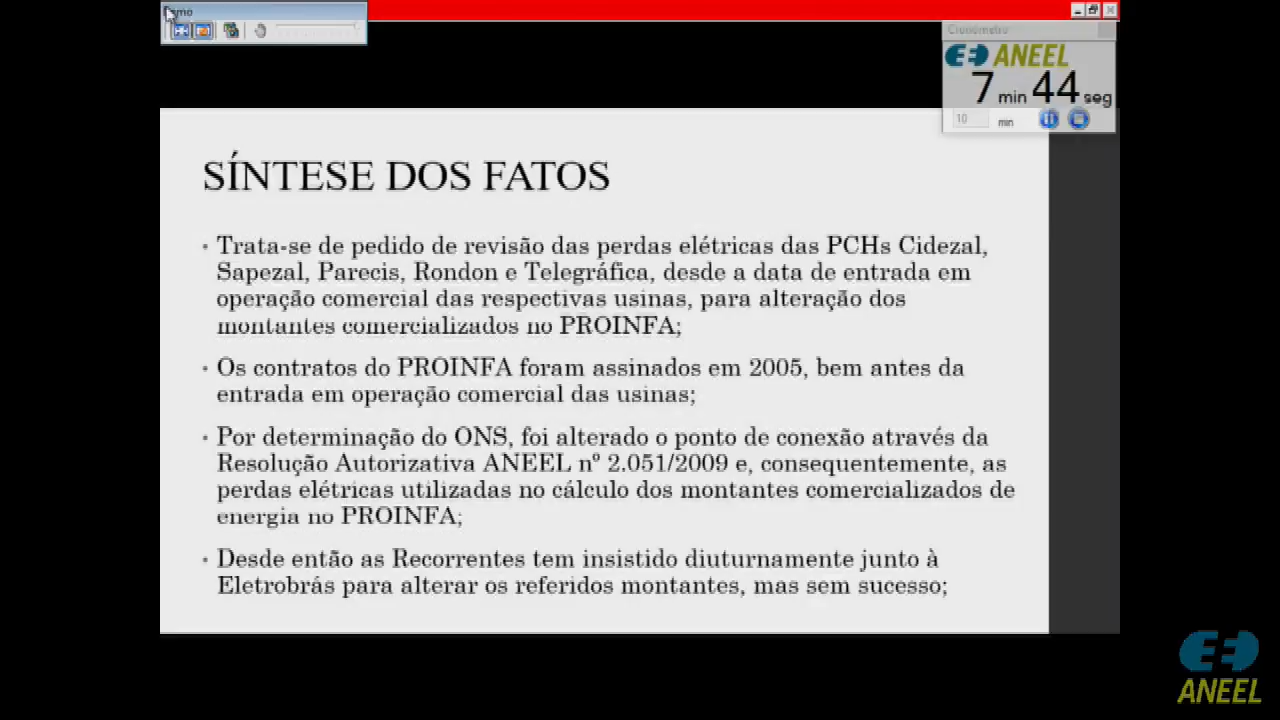 Cronômetro
ANEEL
7 min 44 seg
10 min
SÍNTESE DOS FATOS
• Trata-se de pedido de revisão das perdas elétricas das PCHs Cidezal,
Sapezal, Parecis, Rondon e Telegráfica, desde a data de entrada em
operação comercial das respectivas usinas, para alteração dos
montantes comercializados no PROINFA;
• Os contratos do PROINFA foram assinados em 2005, bem antes da
entrada em operação comercial das usinas;
• Por determinação do ONS, foi alterado o ponto de conexão através da
Resolução Autorizativa ANEEL nº 2.051/2009 e, consequentemente, as
perdas elétricas utilizadas no cálculo dos montantes comercializados de
energia no PROINFA;
• Desde então as Recorrentes tem insistido diuturnamente junto à
Eletrobrás para alterar os referidos montantes, mas sem sucesso;
ANEEL